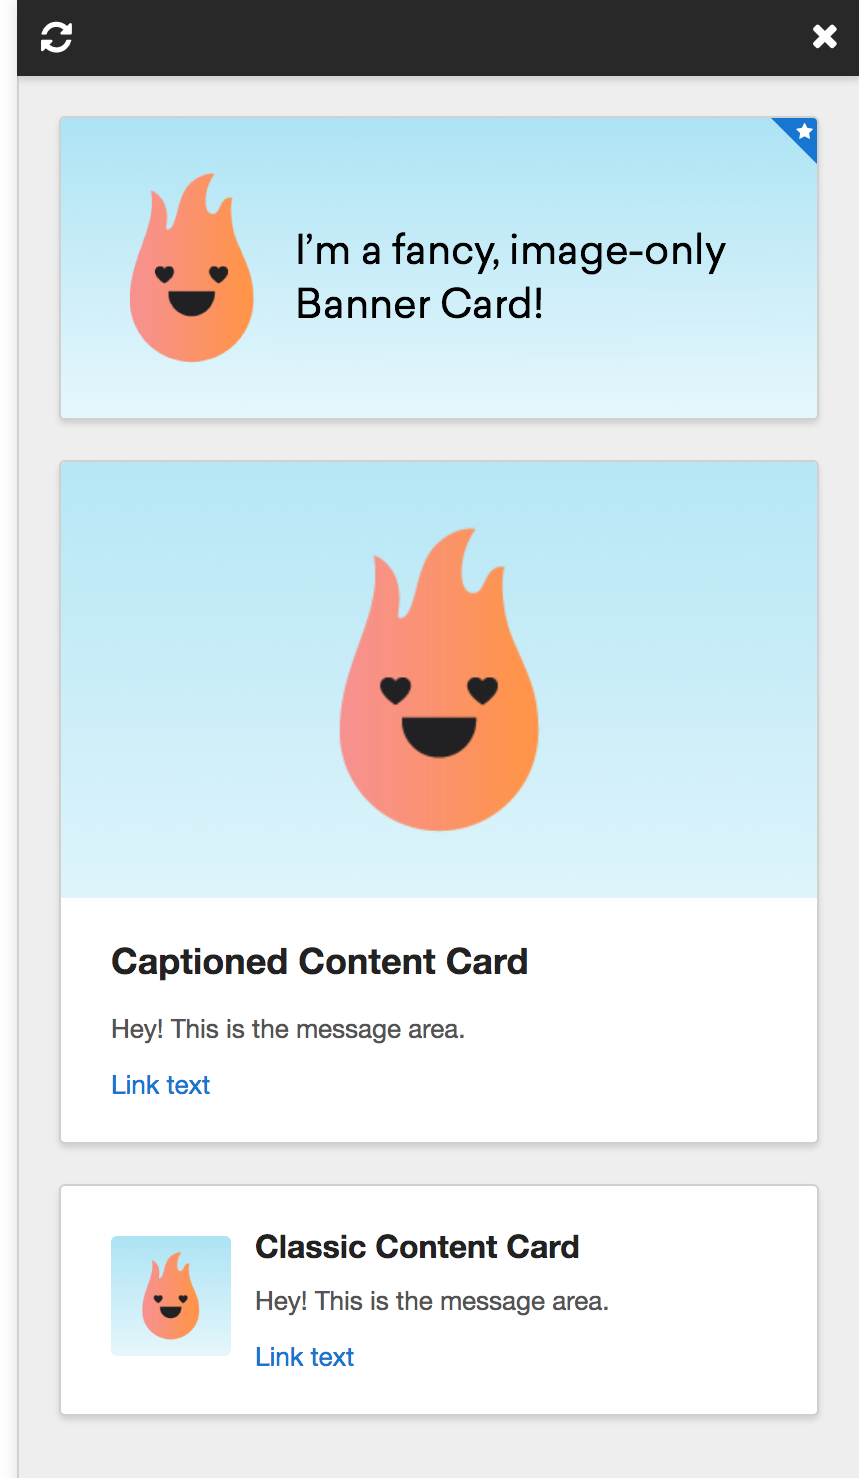 I’m a fancy, image-only
Banner Card!
Captioned Content Card
Hey! This is the message area.
Link text
Classic Content Card
Hey! This is the message area.
Link text